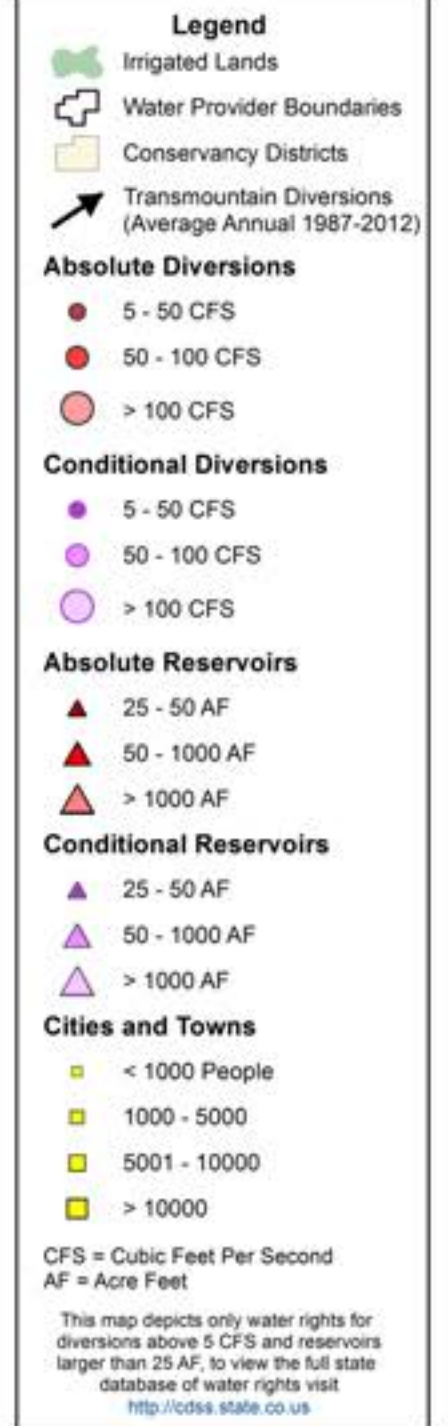 Legend
Irrigated Lands
Water Provider Boundaries
Conservancy Districts
Transmountain Diversions
(Average Annual 1987-2012)
Absolute Diversions
5 - 50 CFS
50 - 100 CFS
> 100 CFS
Conditional Diversions
5 - 50 CFS
50 - 100 CFS
> 100 CFS
Absolute Reservoirs
25 - 50 AF
50 - 1000 AF
> 1000 AF
Conditional Reservoirs
25 - 50 AF
50 - 1000 AF
> 1000 AF
Cities and Towns
< 1000 People
1000 - 5000
5001 - 10000
> 10000
CFS = Cubic Feet Per Second
AF = Acre Feet
This map depicts only water rights for
diversions above 5 CFS and reservoirs
larger than 25 AF, to view the full state
database of water rights visit
http://cdss.state.co.us